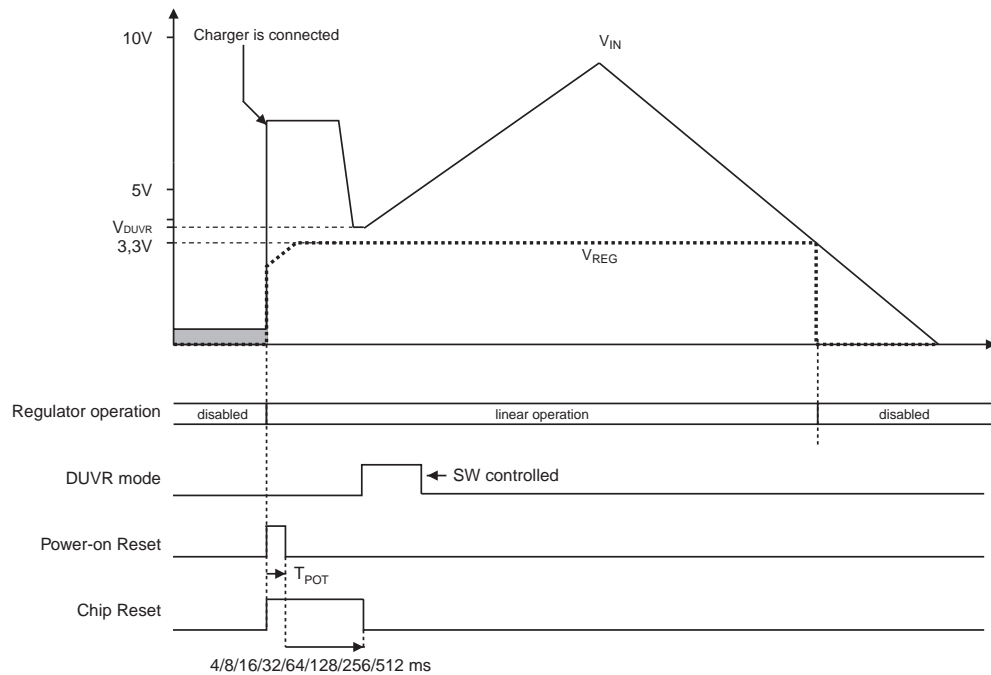 10V
Charger is connected
VIN
5V
VDUVR
3,3V
VREG
Regulator operation
disabled
linear operation
disabled
DUVR mode
SW controlled
Power-on Reset
TPOT
Chip Reset
4/8/16/32/64/128/256/512 ms